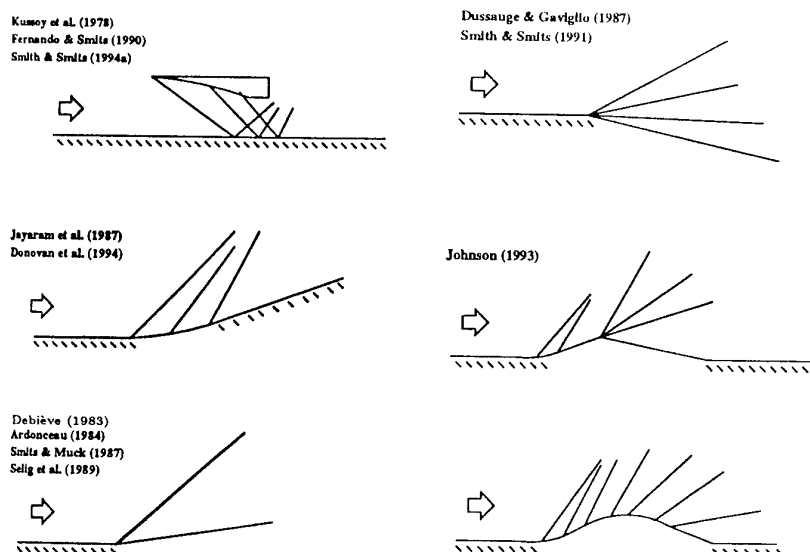 Kussoy et al. (1978)
Fernando & Smits (1990)
Smith & Smits (1994a)
Dussauge & Gaviglio (1987)
Smith & Smits (1991)
Jayaram et al. (1987)
Donovan et al. (1994)
Johnson (1993)
Debiève (1983)
Ardonceau (1984)
Smits & Muck (1987)
Selig et al. (1989)